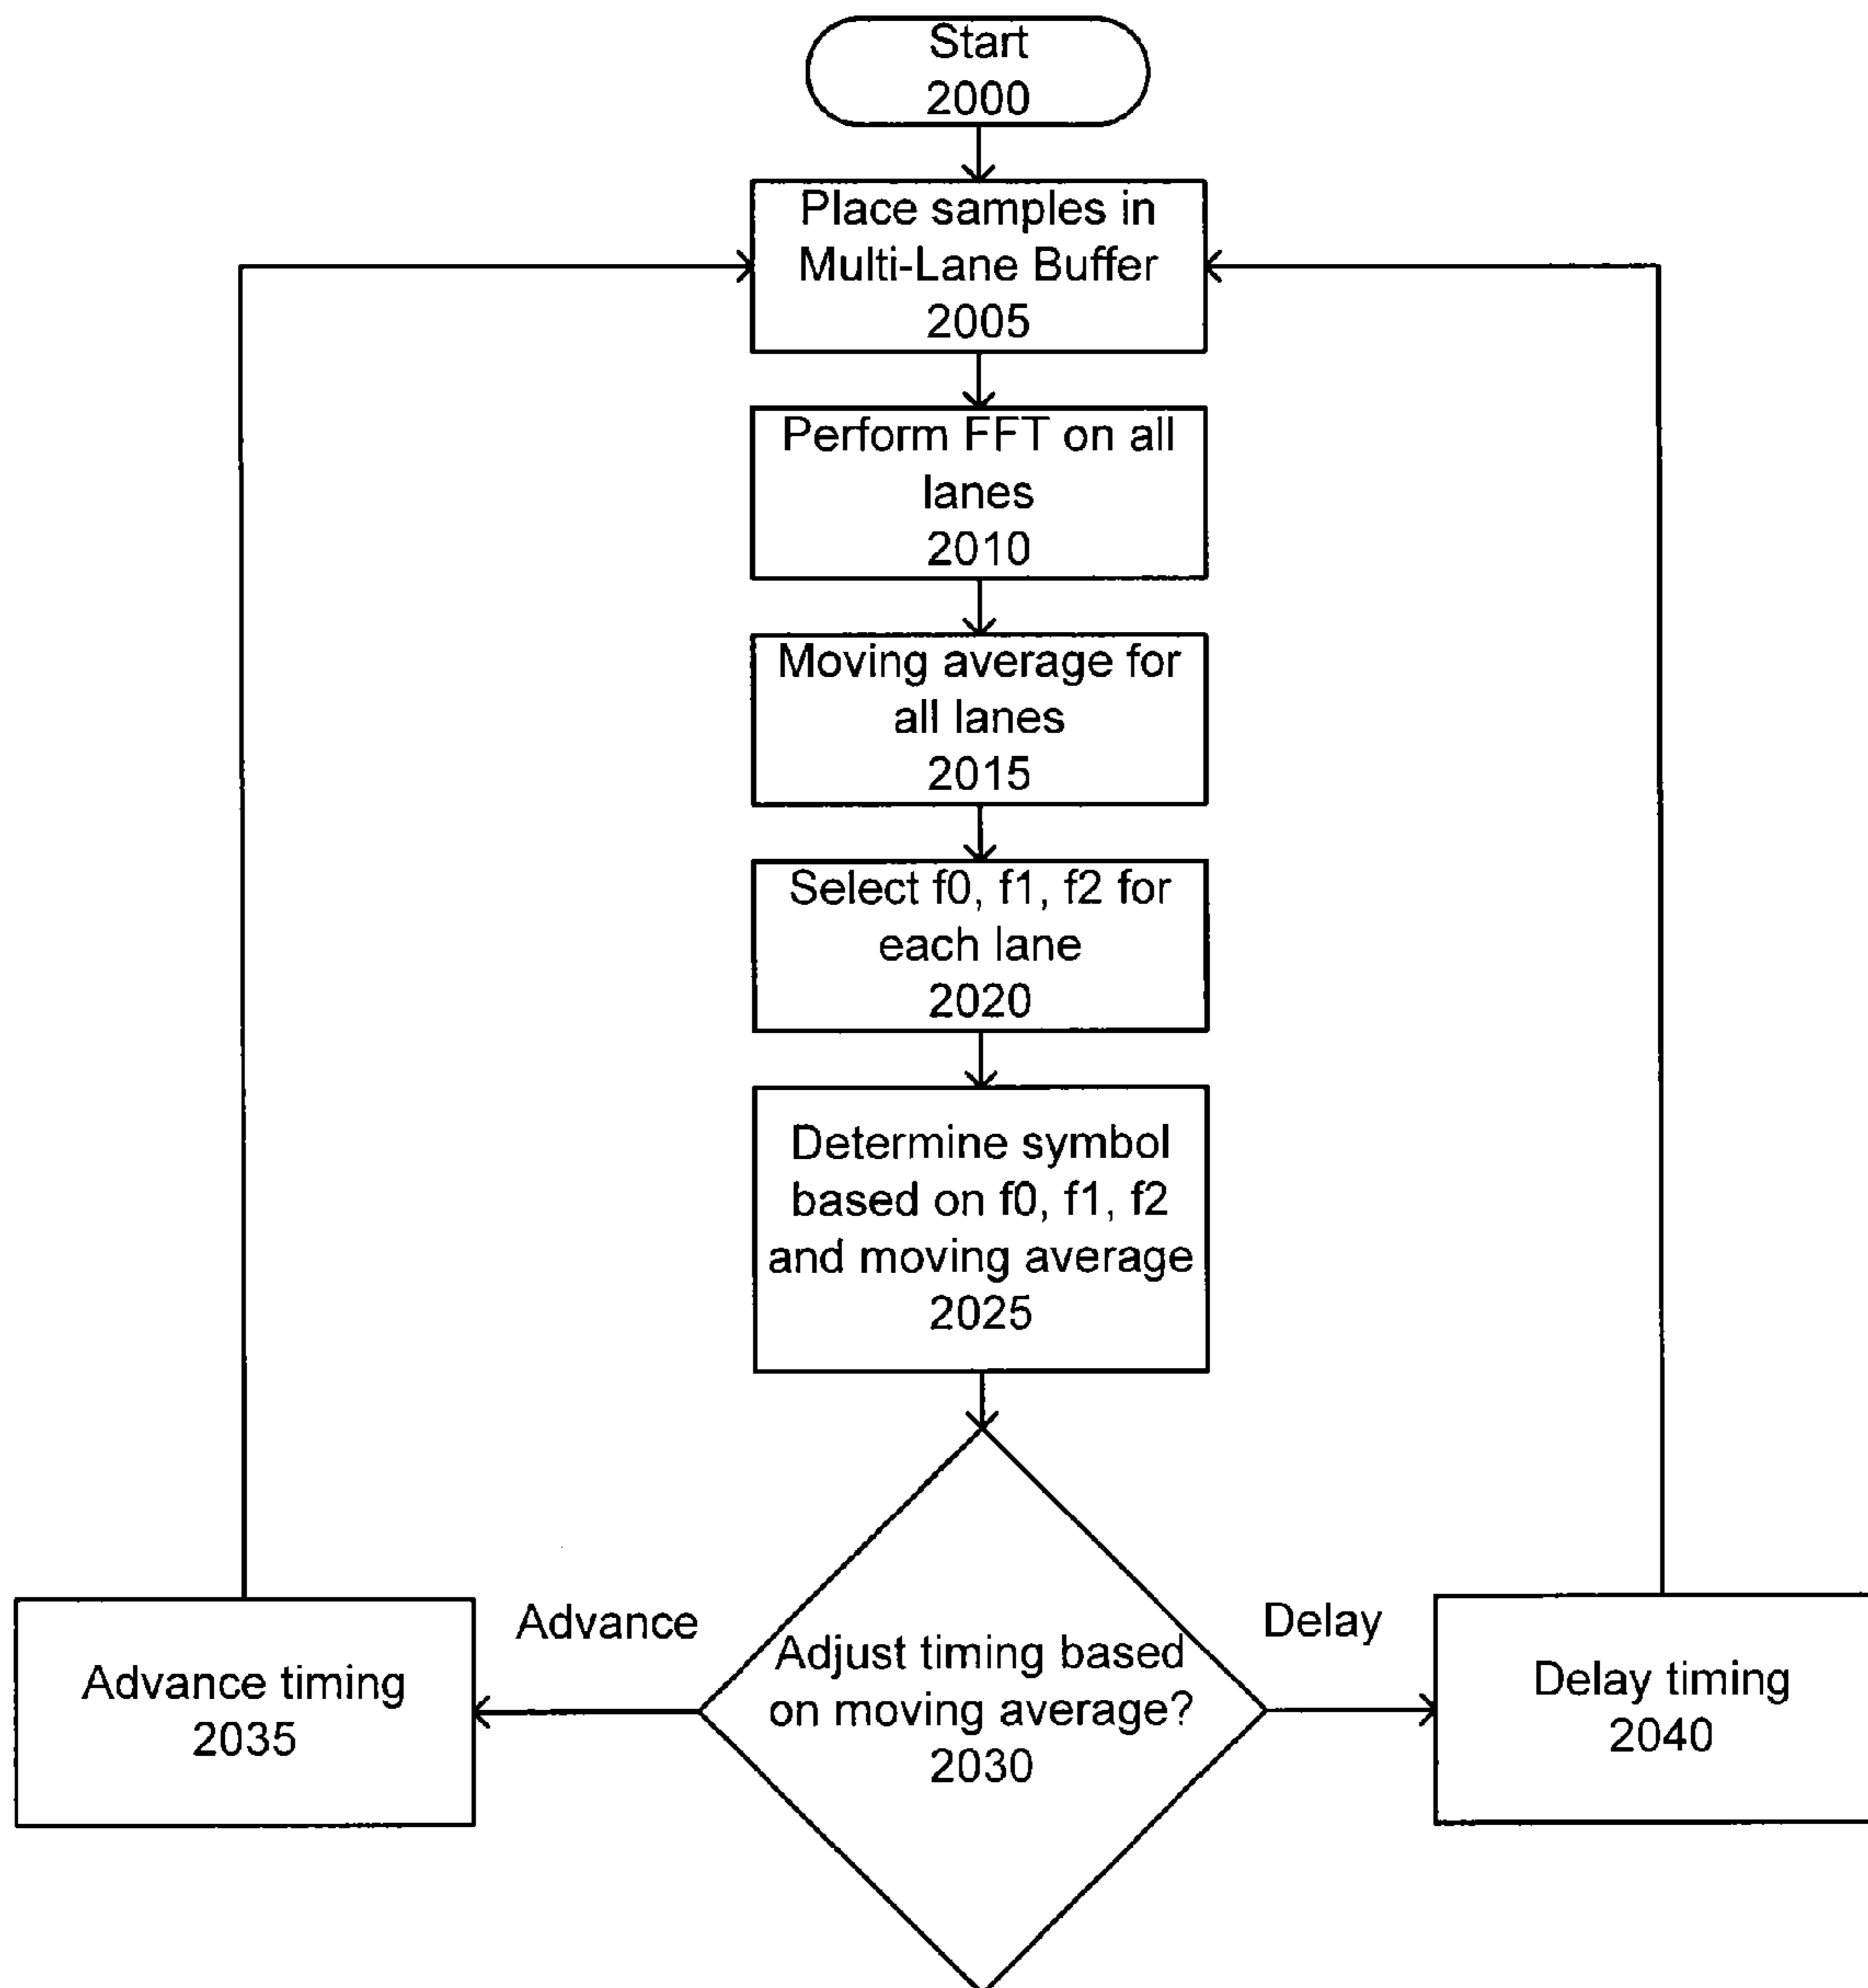 Start
2000
Place samples in
Multi-Lane Buffer
2005
Perform FFT on all
lanes
2010
Moving average for
all lanes
2015
Select f0, f1, f2 for
each lane
2020
Determine symbol
based on f0, f1, f2
and moving average
2025
Advance
Delay
Advance timing
2035
Adjust timing based
on moving average?
2030
Delay timing
2040